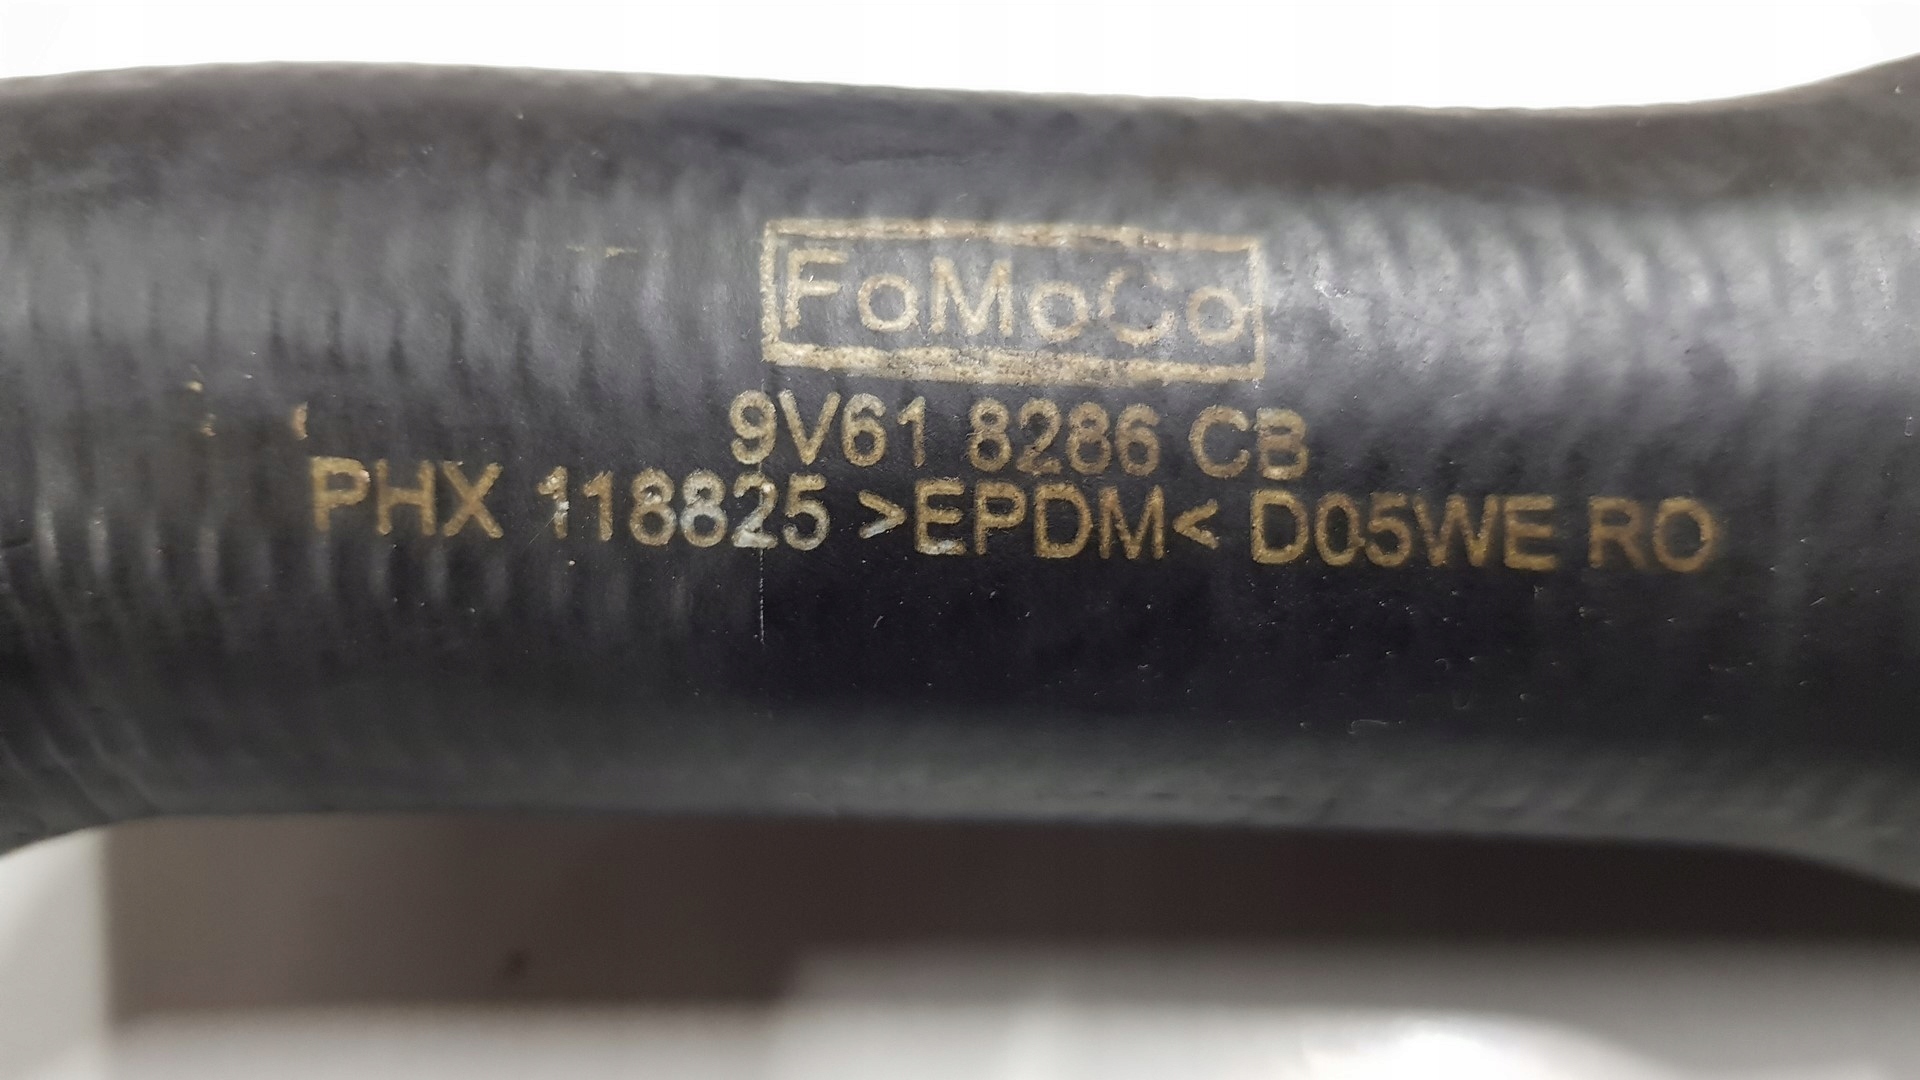 FoMoCo
9V61 8286 CB
PHX 118825 >EPDM< D05WE RO